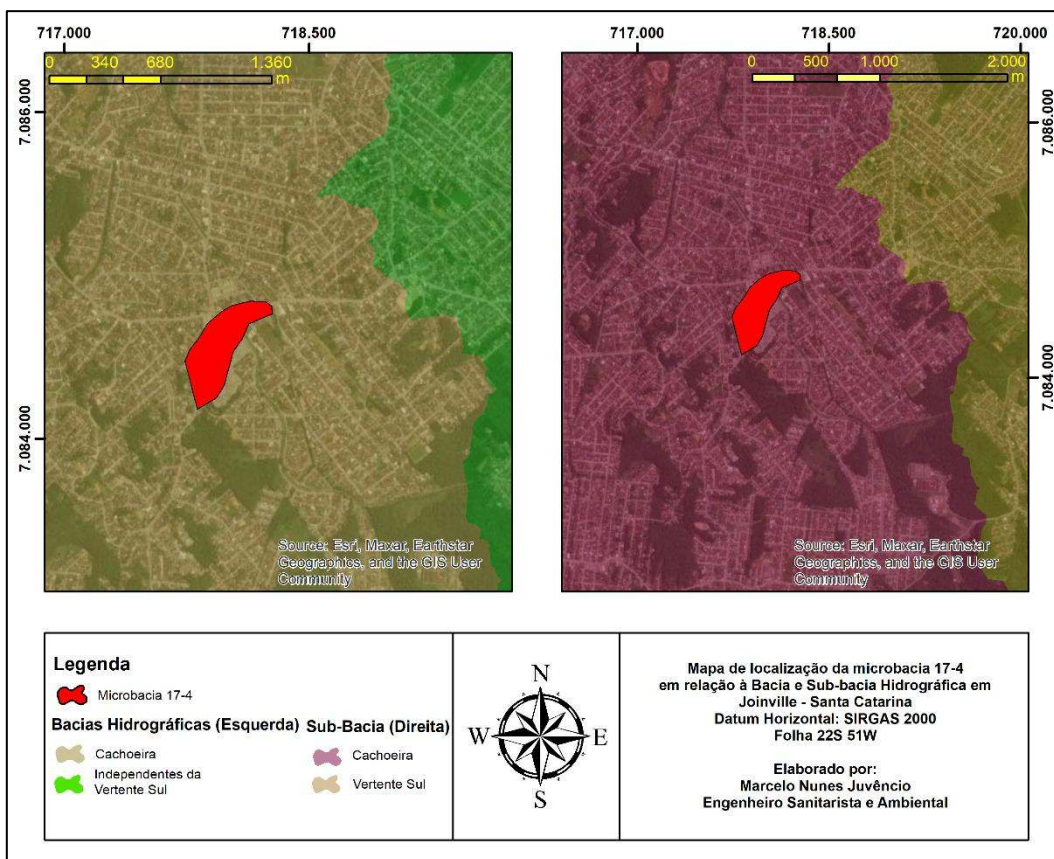 717.000 718.500
0 340 680 1.360
m
7.086.000
7.084.000
Source: Esri, Maxar, Earthstar
Geographics, and the GIS User
Community
717.000 718.500 720.000
0 500 1.000 2.000
m
7.086.000
7.084.000
Source: Esri, Maxar, Earthstar
Geographics, and the GIS User
Community
Legenda
Microbacia 17-4
Bacias Hidrográficas (Esquerda)
Cachoeira
Independentes da
Vertente Sul
Sub-Bacia (Direita)
Cachoeira
Vertente Sul
N
W E
S
Mapa de localização da microbacia 17-4
em relação à Bacia e Sub-bacia Hidrográfica em
Joinville - Santa Catarina
Datum Horizontal: SIRGAS 2000
Folha 22S 51W
Elaborado por:
Marcelo Nunes Juvêncio
Engenheiro Sanitarista e Ambiental